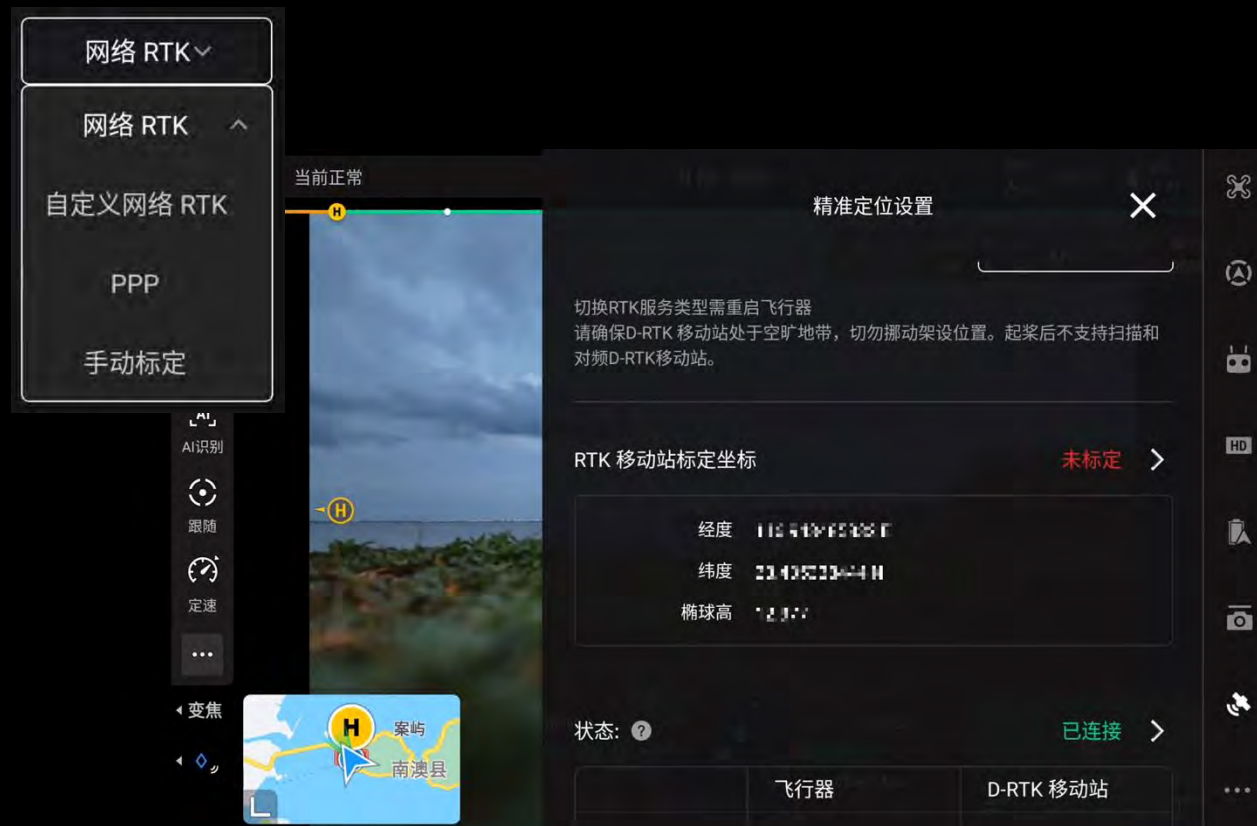 网络 RTK
网络 RTK
自定义网络 RTK
PPP
手动标定
当前正常
H
精准定位设置
切换RTK服务类型需重启飞行器
请确保D-RTK 移动站处于空旷地带，切勿挪动架设位置。起桨后不支持扫描和
对频D-RTK移动站。
AI
AI识别
RTK 移动站标定坐标
未标定
HD
H
跟随
经度
纬度
定速
椭球高
变焦
H
案屿
南澳县
状态:
?
已连接
飞行器
D-RTK 移动站